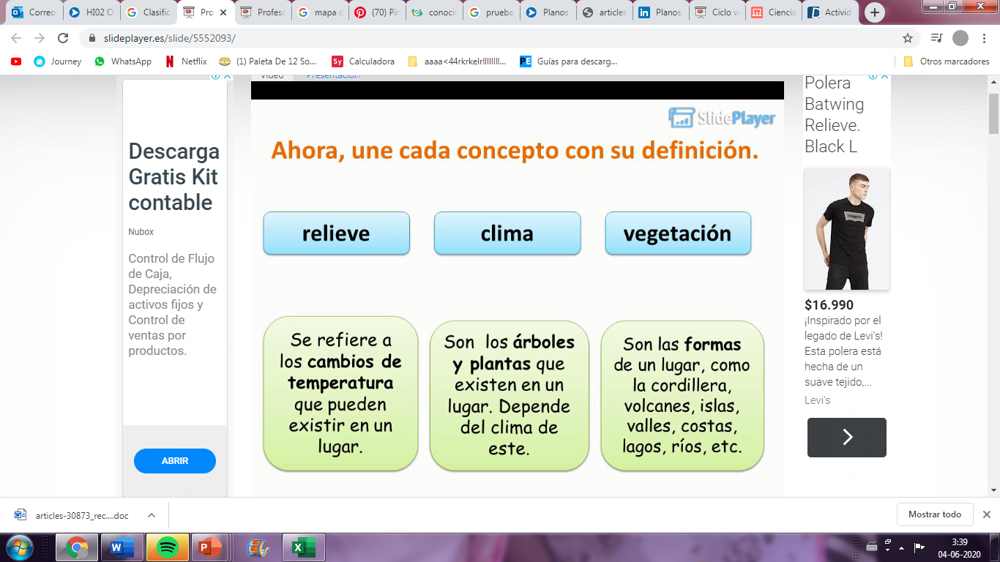 Correo
HI02 O
Clasific
Pro
Profeso
mapa c
(70) Pin
conoci
prueba
Planos
articles
Planos
Ciclo vi
Ciencia
Activid
slideplayer.es/slide/5552093/
Journey
WhatsApp
Netflix
(1) Paleta De 12 So...
Sy
Calculadora
aaaa<44rkrkelrlllllllll...
PE
Guías para descarg...
Otros marcadores
Video
Presentación
Descarga
Gratis Kit
contable
Nubox
Control de Flujo
de Caja,
Depreciación de
activos fijos y
Control de
ventas por
productos.
ABRIR
SlidePlayer
Ahora, une cada concepto con su definición.
relieve
clima
vegetación
Se refiere a
los cambios de
temperatura
que pueden
existir en un
lugar.
Son los árboles
y plantas que
existen en un
lugar. Depende
del clima de
este.
Son las formas
de un lugar, como
la cordillera,
volcanes, islas,
valles, costas,
lagos, ríos, etc.
Polera
Batwing
Relieve.
Black L
$16.990
¡Inspirado por el
legado de Levi's!
Esta polera está
hecha de un
suave tejido,...
Levi's
articles-30873_rec....doc
Mostrar todo
3:39
04-06-2020